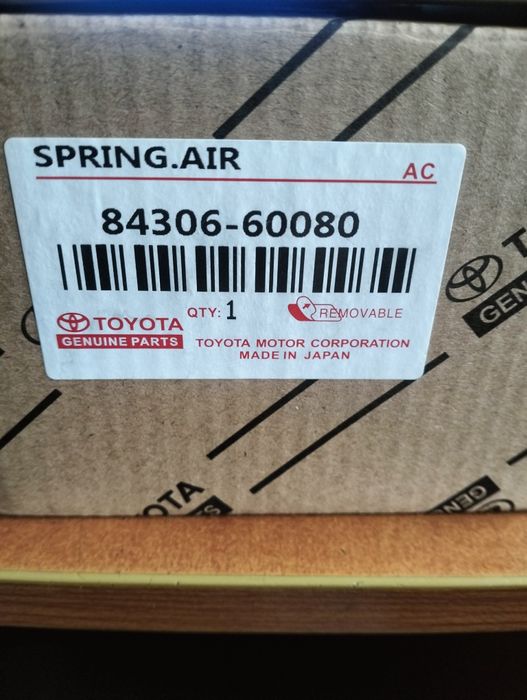 SPRING.AIR
AC
84306-60080
QTY: 1
REMOVABLE
TOYOTA
GENUINE PARTS
TOYOTA MOTOR CORPORATION
MADE IN JAPAN